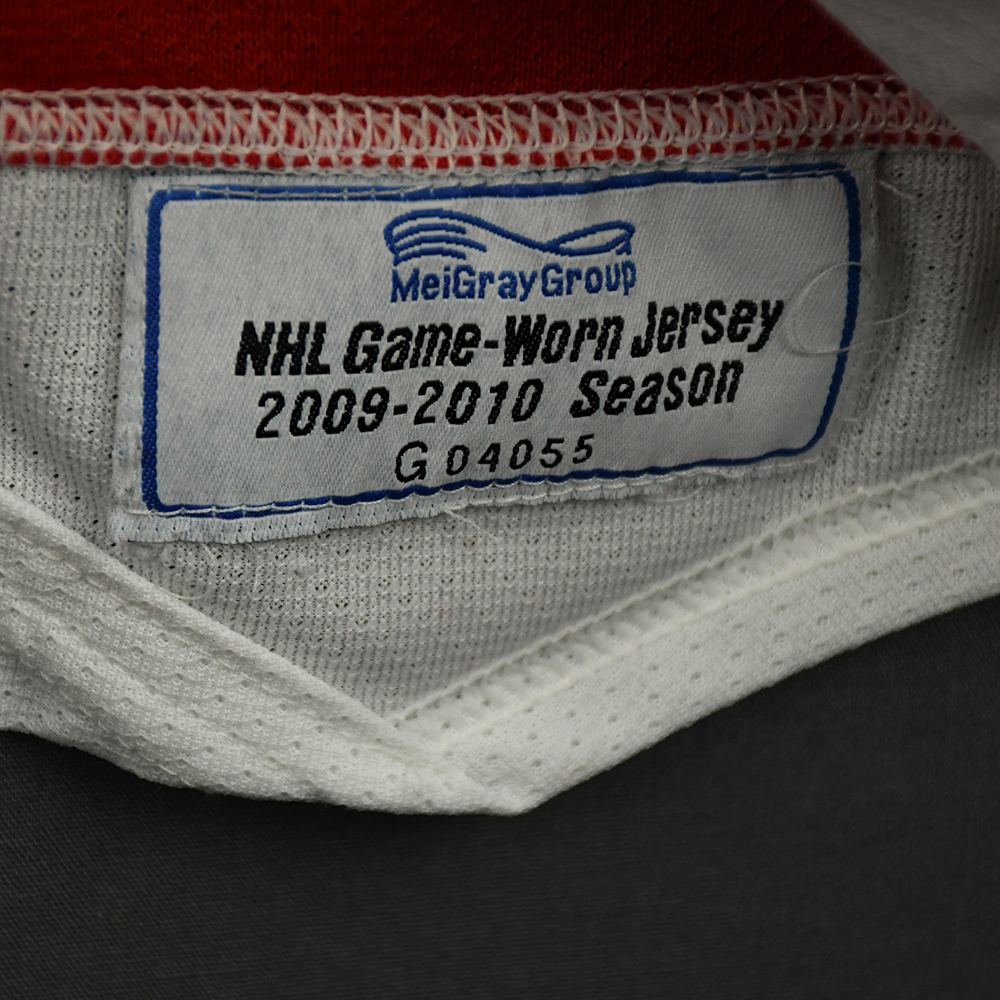 MeiGrayGroup
NHL Game-Worn Jersey
2009-2010 Season
G 04055